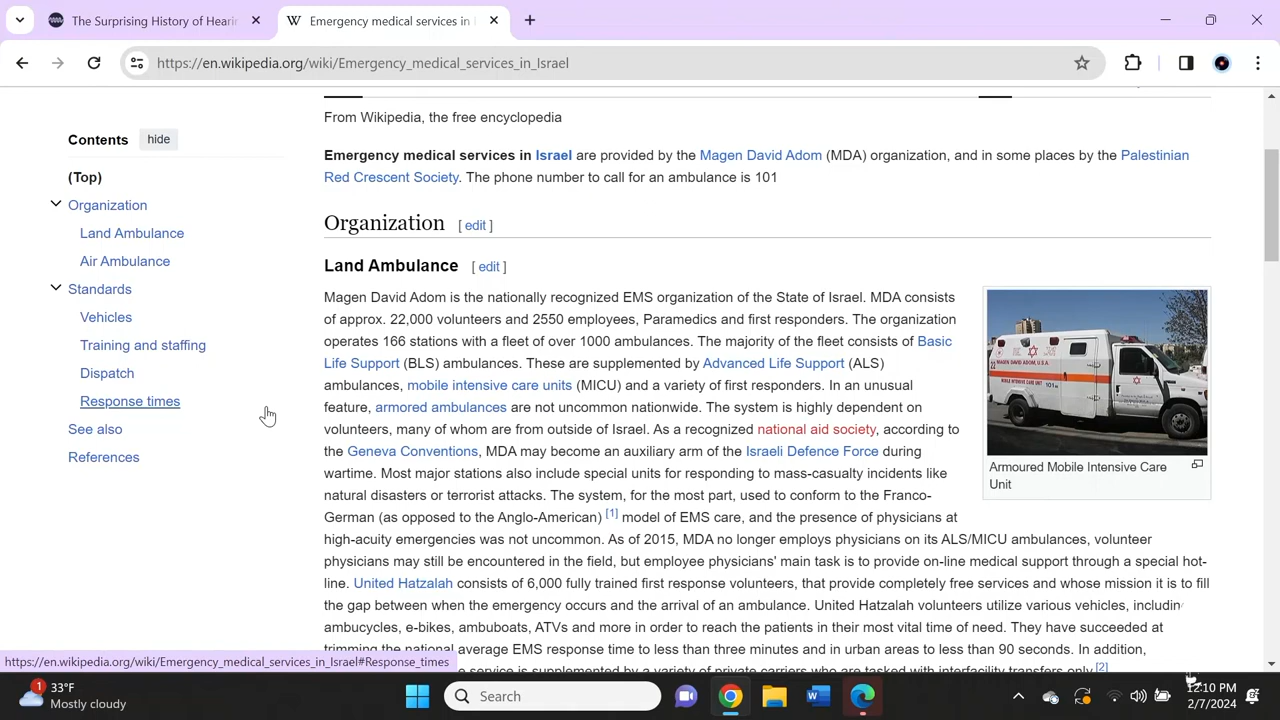 The Surprising History of Heari
Emergency medical services in I
https://en.wikipedia.org/wiki/Emergency_medical_services_in_Israel
Contents hide
(Top)
Organization
Land Ambulance
Air Ambulance
Standards
Vehicles
Training and staffing
Dispatch
Response times
See also
References
From Wikipedia, the free encyclopedia
Emergency medical services in Israel are provided by the Magen David Adom (MDA) organization, and in some places by the Palestinian
Red Crescent Society. The phone number to call for an ambulance is 101
Organization [ edit ]
Land Ambulance [ edit ]
Magen David Adom is the nationally recognized EMS organization of the State of Israel. MDA consists
of approx. 22,000 volunteers and 2550 employees, Paramedics and first responders. The organization
operates 166 stations with a fleet of over 1000 ambulances. The majority of the fleet consists of Basic
Life Support (BLS) ambulances. These are supplemented by Advanced Life Support (ALS)
ambulances, mobile intensive care units (MICU) and a variety of first responders. In an unusual
feature, armored ambulances are not uncommon nationwide. The system is highly dependent on
volunteers, many of whom are from outside of Israel. As a recognized national aid society, according to
the Geneva Conventions, MDA may become an auxiliary arm of the Israeli Defence Force during
wartime. Most major stations also include special units for responding to mass-casualty incidents like
natural disasters or terrorist attacks. The system, for the most part, used to conform to the Franco-
German (as opposed to the Anglo-American) [1] model of EMS care, and the presence of physicians at
high-acuity emergencies was not uncommon. As of 2015, MDA no longer employs physicians on its ALS/MICU ambulances, volunteer
physicians may still be encountered in the field, but employee physicians' main task is to provide on-line medical support through a special hot-
line. United Hatzalah consists of 6,000 fully trained first response volunteers, that provide completely free services and whose mission it is to fill
the gap between when the emergency occurs and the arrival of an ambulance. United Hatzalah volunteers utilize various vehicles, includin
ambucycles, e-bikes, ambuboats, ATVs and more in order to reach the patients in their most vital time of need. They have succeeded at
trimming the national average EMS response time to less than three minutes and in urban areas to less than 90 seconds. In addition,
service is supplemented by a variety of private carriers who are tasked with interfacility transfers only.[2]
Armoured Mobile Intensive Care
Unit
https://en.wikipedia.org/wiki/Emergency_medical_services_in_Israel#Response_times
1
33°F
Mostly cloudy
Search
12:10 PM
2/7/2024